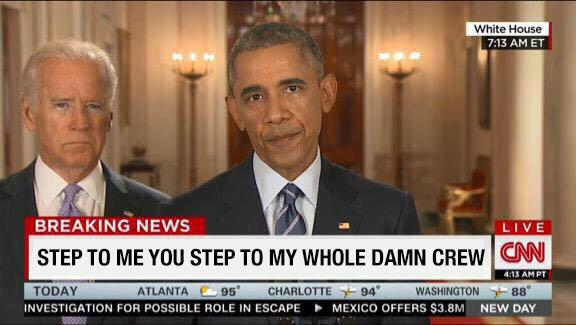 White House
7:13 AM ET
BREAKING NEWS
LIVE
STEP TO ME YOU STEP TO MY WHOLE DAMN CREW
CNN
4:13 AM PT
TODAY ATLANTA 95° CHARLOTTE 94° WASHINGTON 88°
INVESTIGATION FOR POSSIBLE ROLE IN ESCAPE ▶ MEXICO OFFERS $3.8M NEW DAY